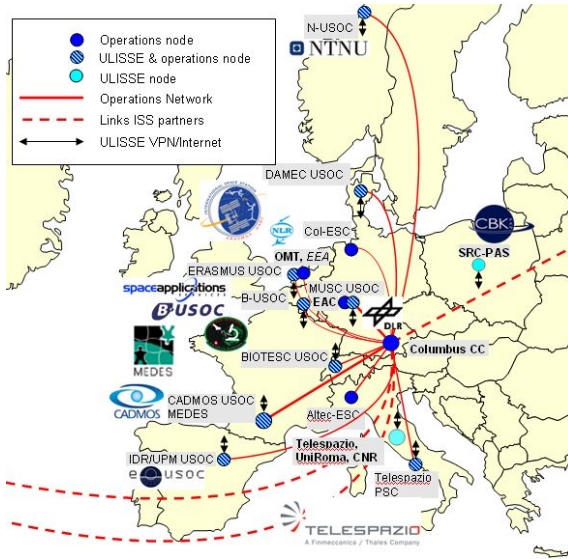 Operations node
ULISSE & operations node
ULISSE node
Operations Network
Links ISS partners
ULISSE VPN/Internet
N-USOC
NTNU
DAMEC USOC
CBK
NLR
Col-ESC
SRC-PAS
OMT, EEA
ERASMUS USOC
MUSC USOC
spaceapplications
SERVICES
B-USOC
EAC
B-USOC
DLR
Columbus CC
MEDES
BIOTESC USOC
CADMOS USOC
MEDES
CADMOS
Altec-ESC
Telespazio,
UniRoma, CNR
IDR/UPM USOC
e-usoc
Telespazio
PSC
TELESPAZIO
A Finmeccanica / Thales Company